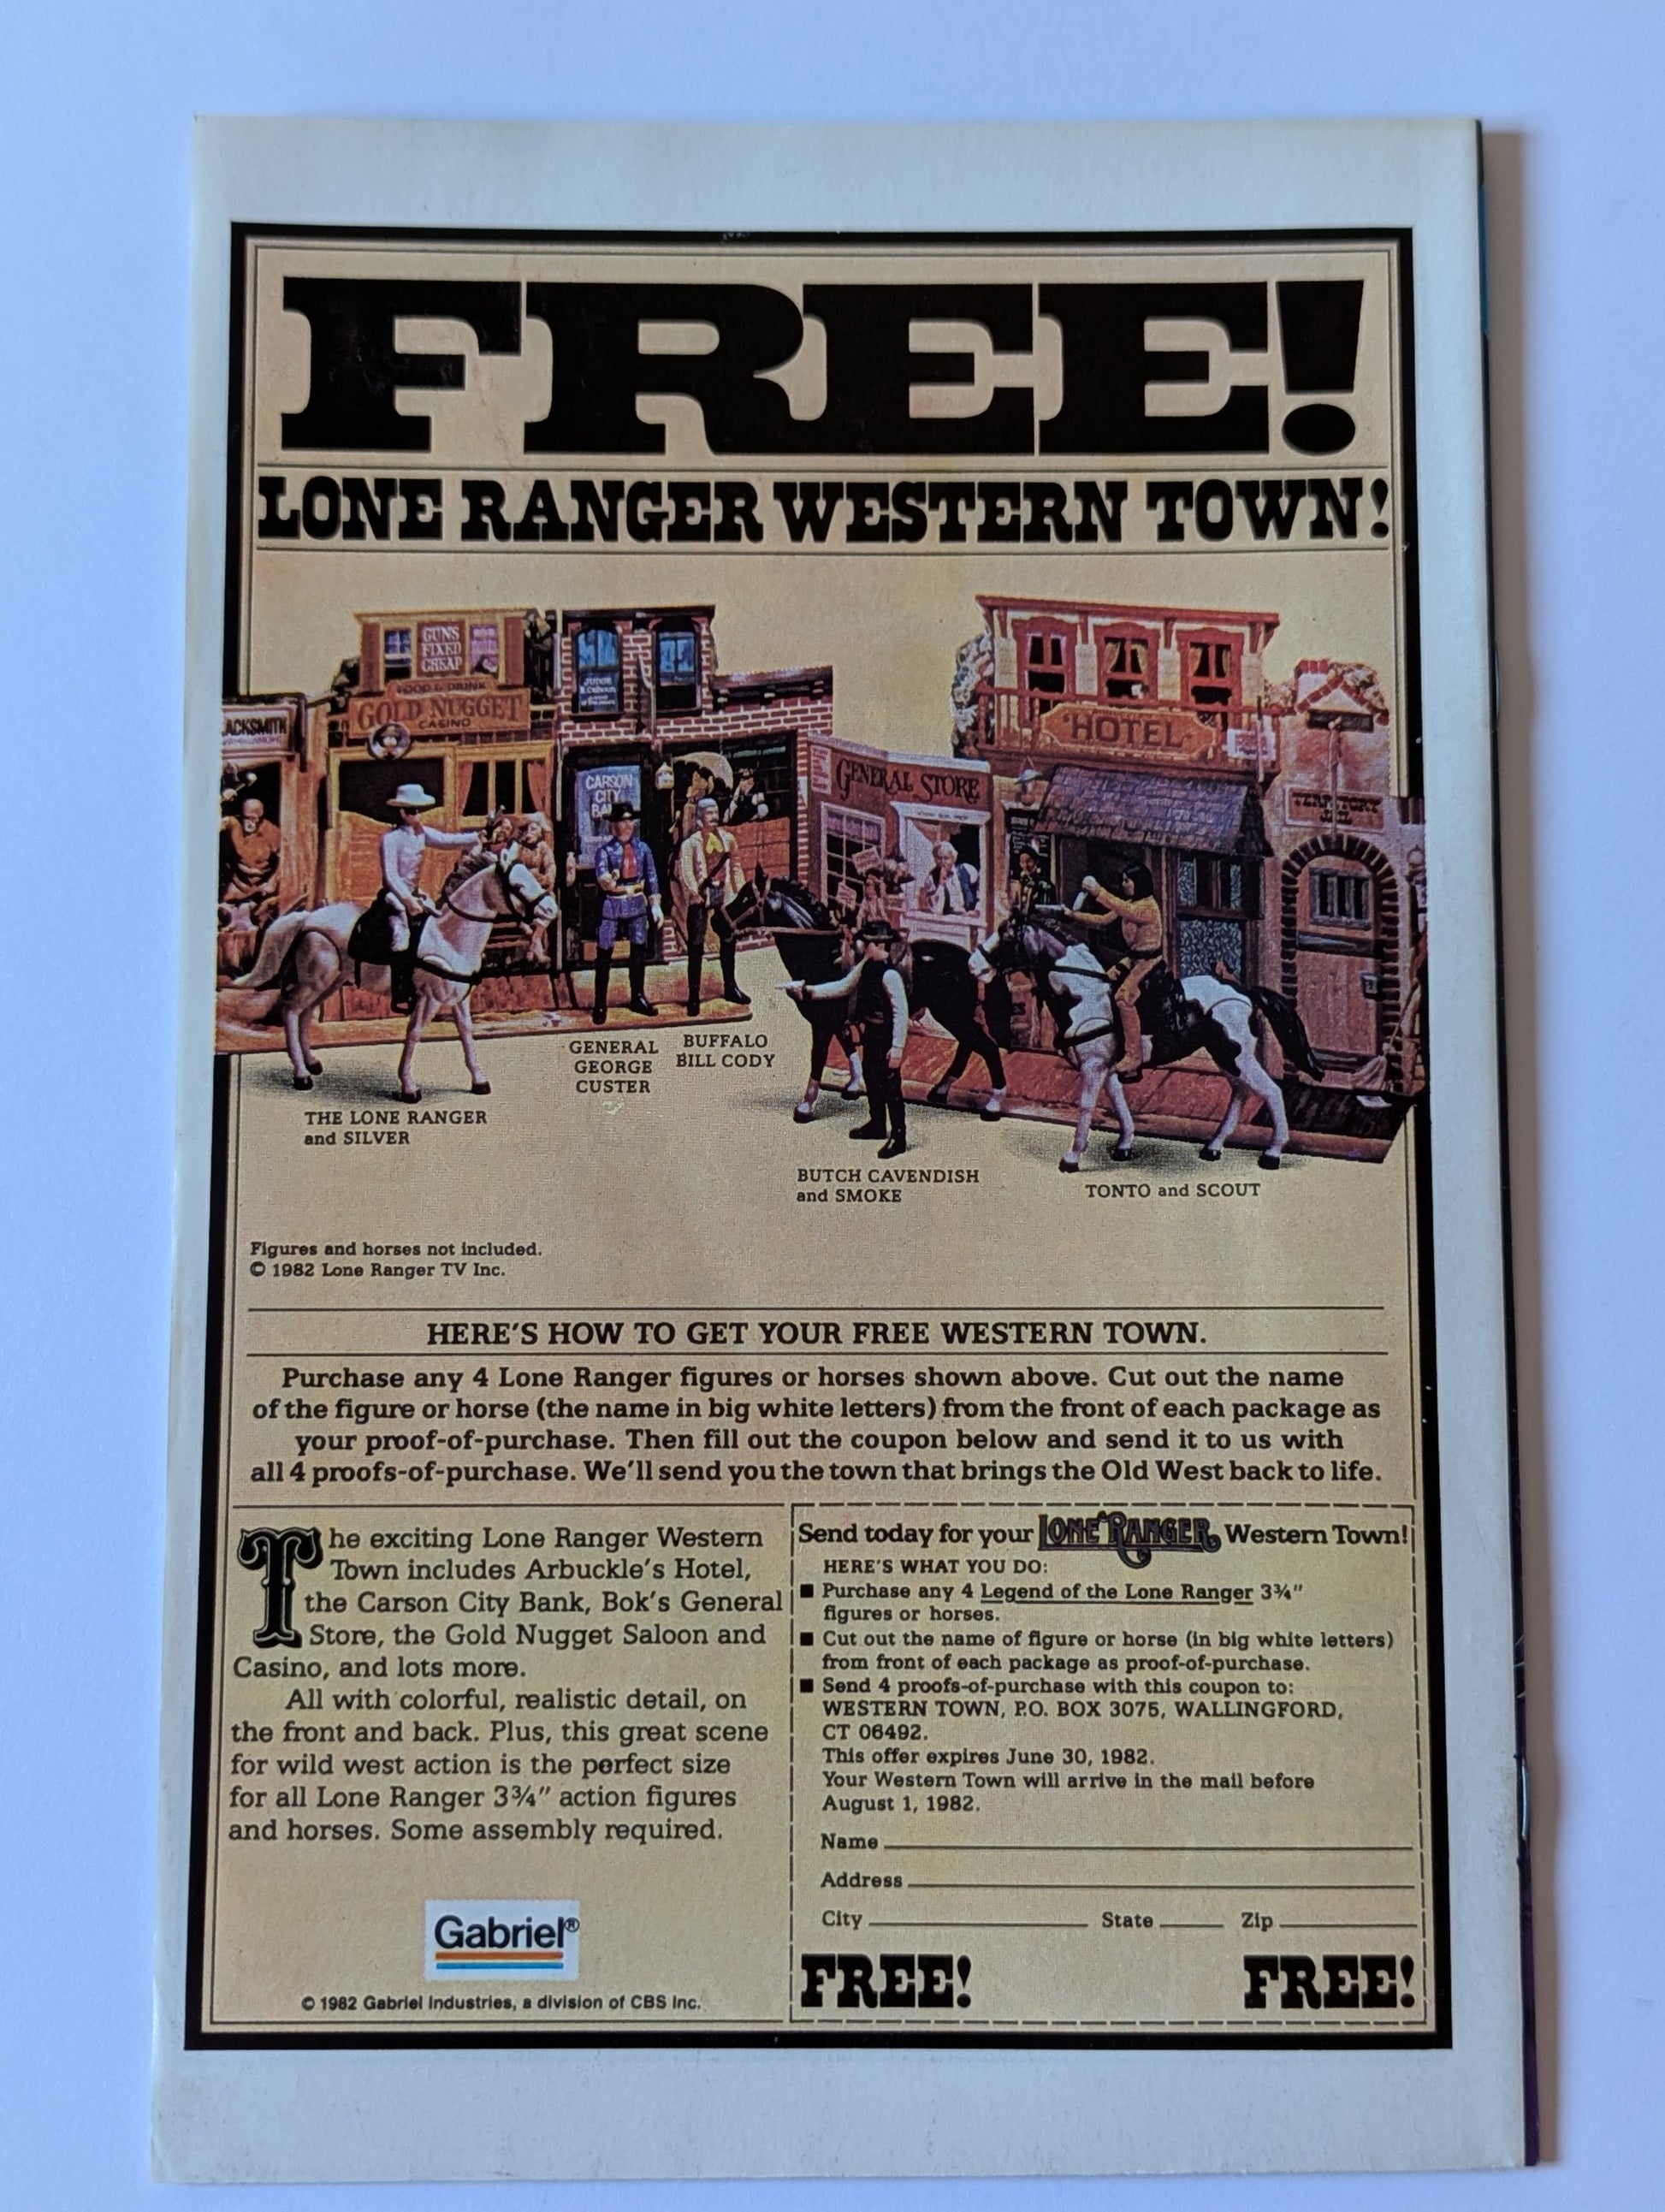 FREE!
LONE RANGER WESTERN TOWN!
GUNS
FIXED
CHEAP
FOOD & DRINK
GOLD NUGGET
CASINO
ACKSMITH
JUDGE
CARSON
CITY
BA
GENERAL STORE
HOTEL
TERRITORY
JAIL
GENERAL
GEORGE
CUSTER
BUFFALO
BILL CODY
THE LONE RANGER
and SILVER
BUTCH CAVENDISH
and SMOKE
TONTO and SCOUT
Figures and horses not included.
© 1982 Lone Ranger TV Inc.
HERE'S HOW TO GET YOUR FREE WESTERN TOWN.
Purchase any 4 Lone Ranger figures or horses shown above. Cut out the name
of the figure or horse (the name in big white letters) from the front of each package as
your proof-of-purchase. Then fill out the coupon below and send it to us with
all 4 proofs-of-purchase. We'll send you the town that brings the Old West back to life.
The exciting Lone Ranger Western
Town includes Arbuckle's Hotel,
the Carson City Bank, Bok's General
Store, the Gold Nugget Saloon and
Casino, and lots more.
All with colorful, realistic detail, on
the front and back. Plus, this great scene
for wild west action is the perfect size
for all Lone Ranger 3¾" action figures
and horses. Some assembly required.
Gabriel®
© 1982 Gabriel Industries, a division of CBS Inc.
Send today for your LONE RANGER Western Town!
HERE'S WHAT YOU DO:
■ Purchase any 4 Legend of the Lone Ranger 3¾"
figures or horses.
■ Cut out the name of figure or horse (in big white letters)
from front of each package as proof-of-purchase.
■ Send 4 proofs-of-purchase with this coupon to:
WESTERN TOWN, P.O. BOX 3075, WALLINGFORD,
CT 06492.
This offer expires June 30, 1982.
Your Western Town will arrive in the mail before
August 1, 1982.
Name
Address
City State Zip
FREE! FREE!